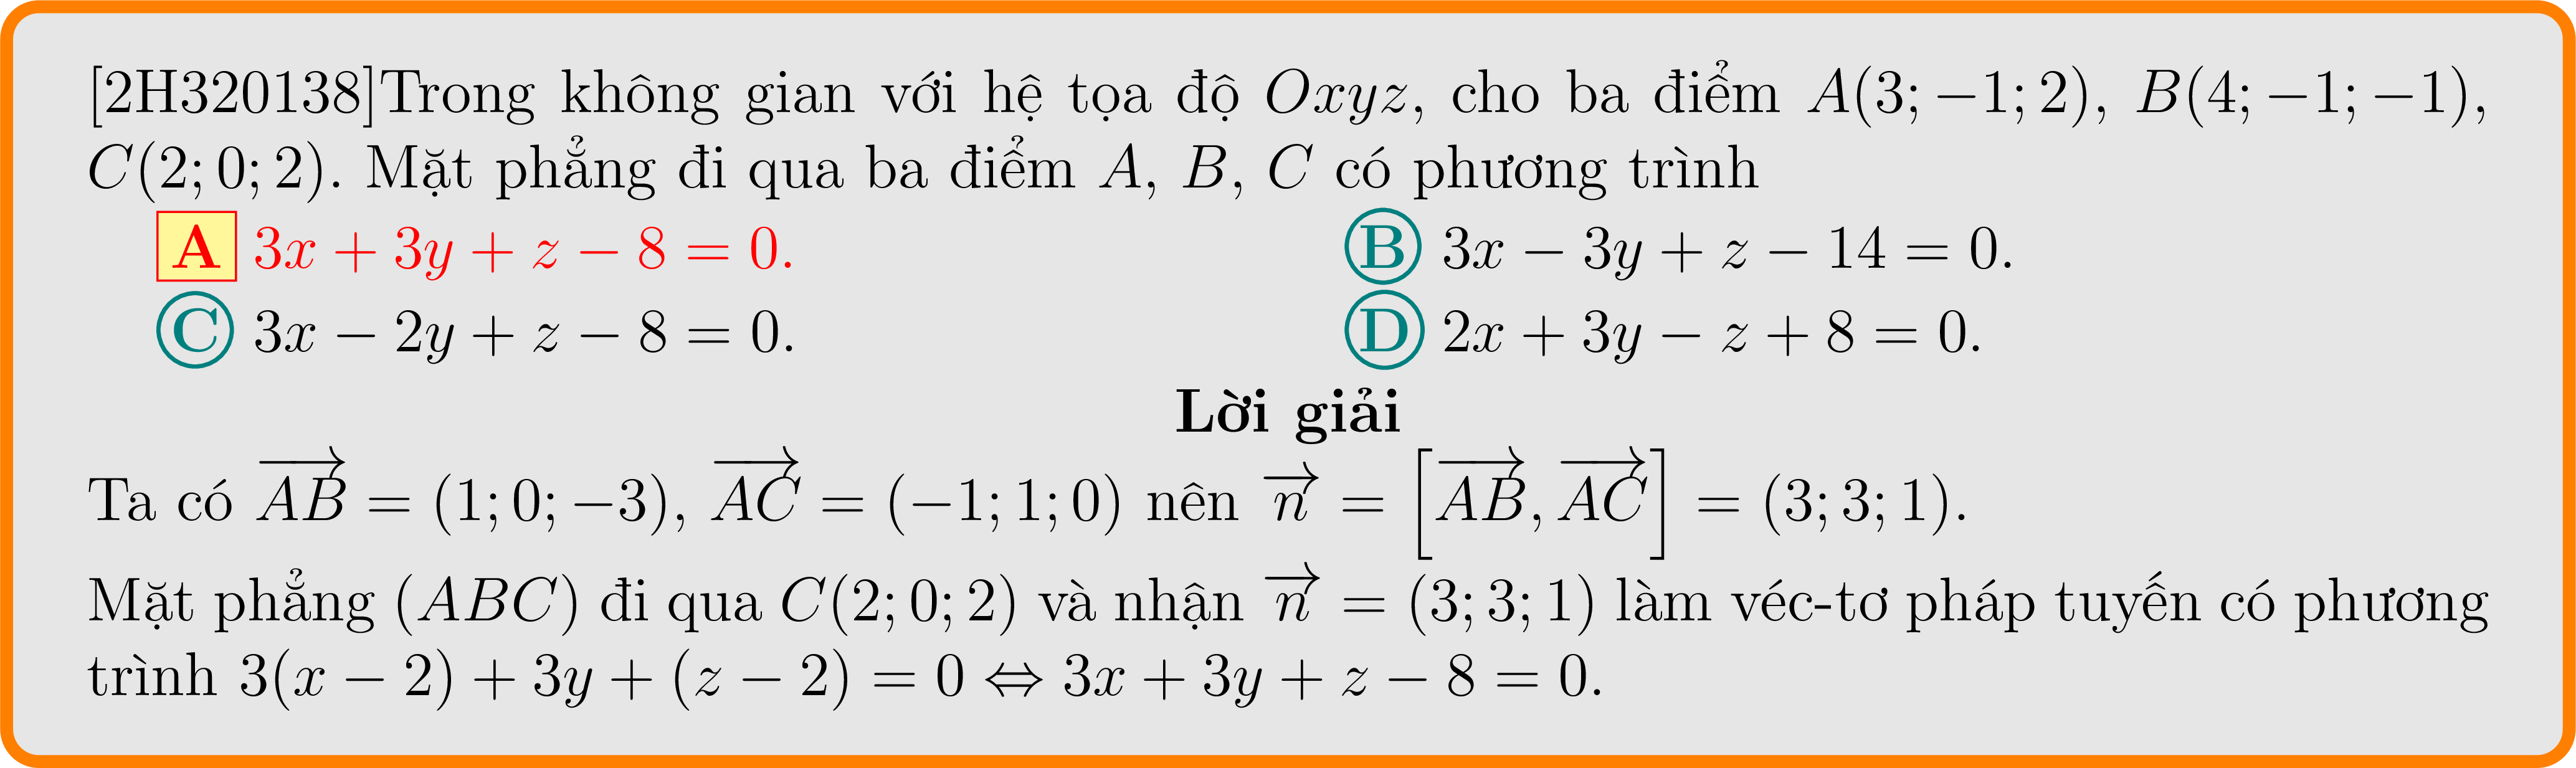 [2H320138]Trong không gian với hệ tọa độ Oxyz, cho ba điểm A(3; −1; 2), B(4; −1; −1),
C(2; 0; 2). Mặt phẳng đi qua ba điểm A, B, C có phương trình
A 3x + 3y + z − 8 = 0. B 3x − 3y + z − 14 = 0.
C 3x − 2y + z − 8 = 0. D 2x + 3y − z + 8 = 0.
Lời giải
Ta có $\overrightarrow{AB}$ = (1; 0; −3), $\overrightarrow{AC}$ = (−1; 1; 0) nên $\overrightarrow{n}$ = [$\overrightarrow{AB}$, $\overrightarrow{AC}$] = (3; 3; 1).
Mặt phẳng (ABC) đi qua C(2; 0; 2) và nhận $\overrightarrow{n}$ = (3; 3; 1) làm véc-tơ pháp tuyến có phương
trình 3(x − 2) + 3y + (z − 2) = 0 ⇔ 3x + 3y + z − 8 = 0.